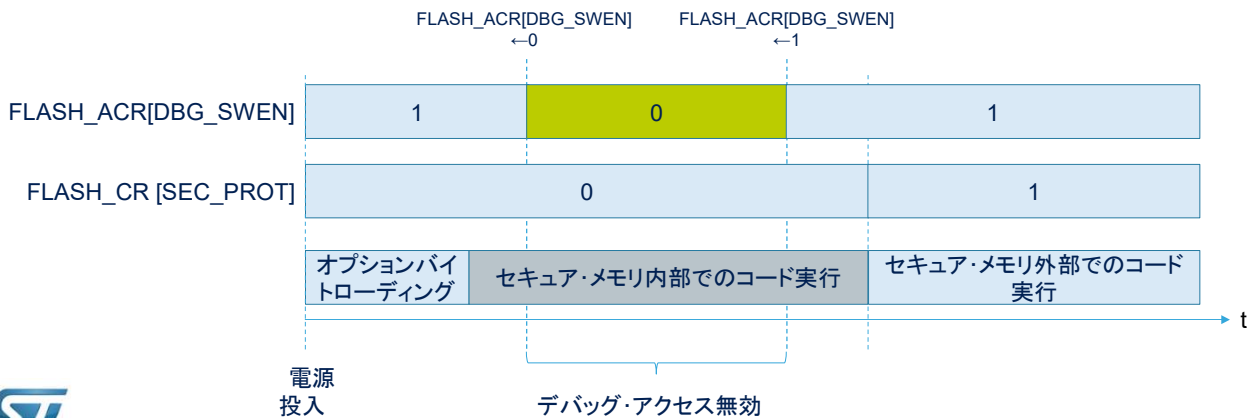 FLASH_ACR[DBG_SWEN]
←0
FLASH_ACR[DBG_SWEN]
←1
FLASH_ACR[DBG_SWEN]
1
0
1
FLASH_CR [SEC_PROT]
0
1
オプションバイ
トローディング
セキュア・メモリ内部でのコード実行
セキュア・メモリ外部でのコード
実行
t
電源
投入
デバッグ・アクセス無効